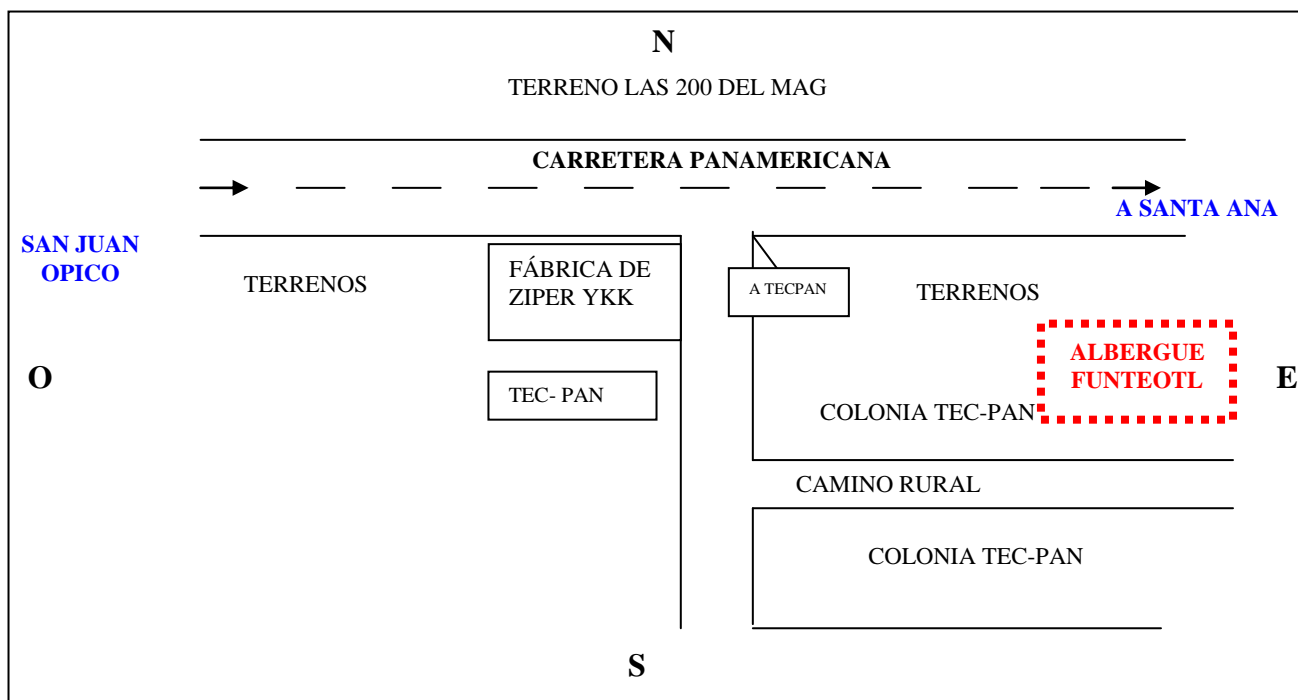 N
TERRENO LAS 200 DEL MAG
CARRETERA PANAMERICANA
A SANTA ANA
SAN JUAN
OPICO
TERRENOS
FÁBRICA DE
ZIPER YKK
A TECPAN
TERRENOS
ALBERGUE
FUNTEOTL
O
E
TEC- PAN
COLONIA TEC-PAN
CAMINO RURAL
COLONIA TEC-PAN
S